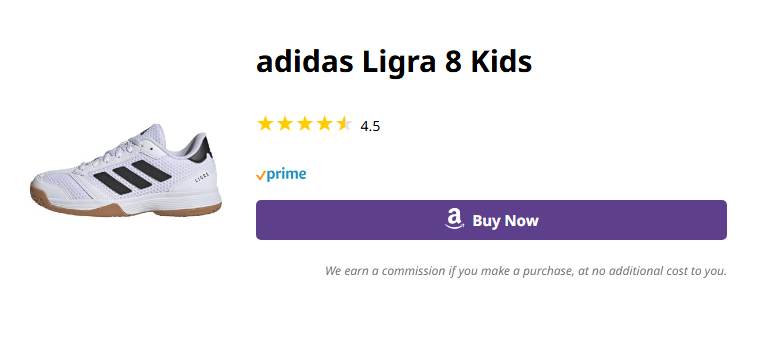 adidas Ligra 8 Kids
4.5
prime
Buy Now
LIGRA
We earn a commission if you make a purchase, at no additional cost to you.